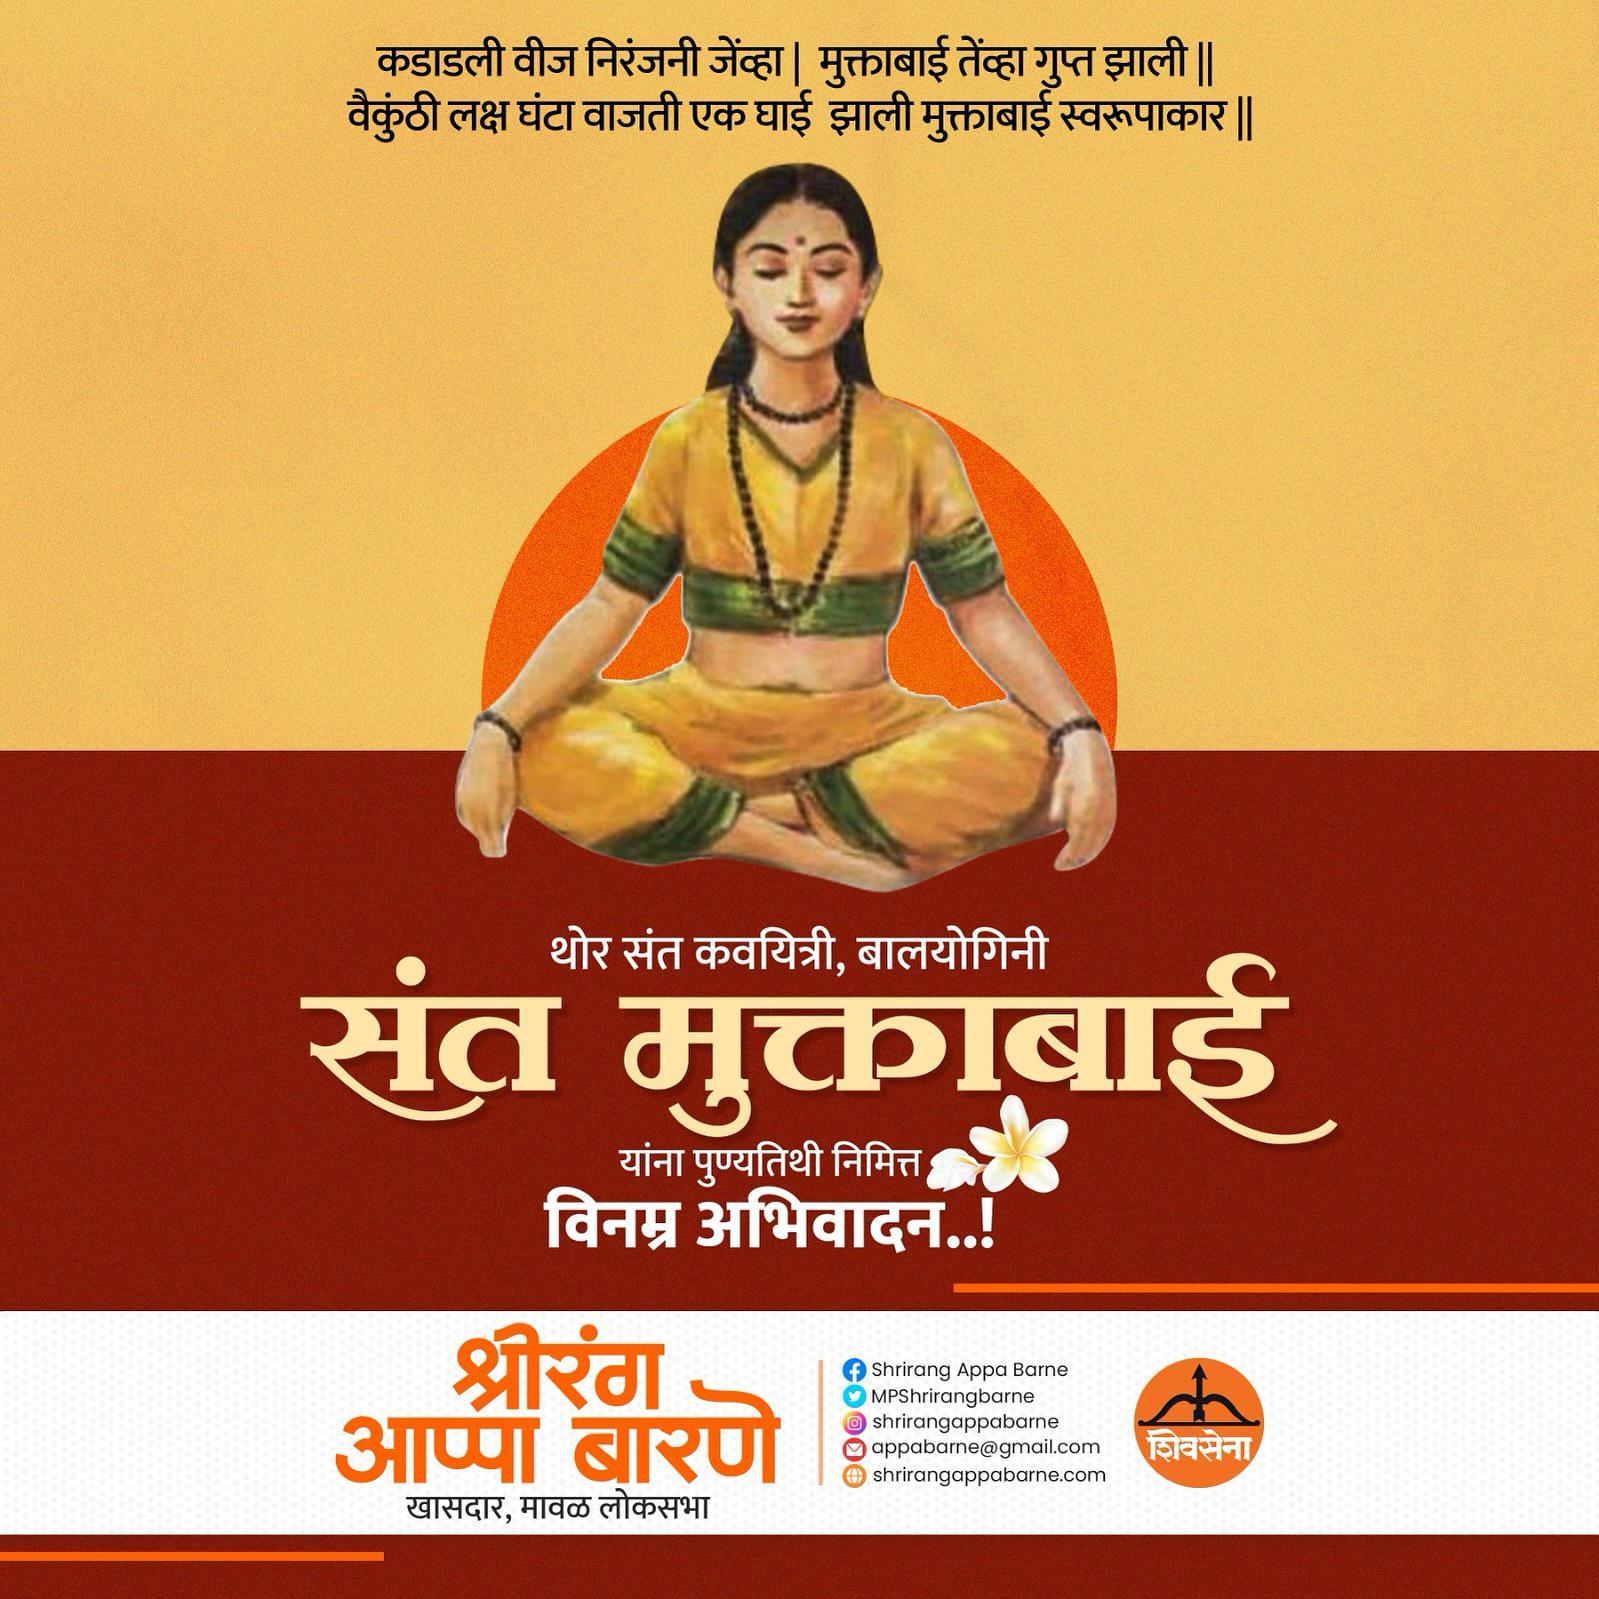 कडाडली वीज निरंजनी जेंव्हा | मुक्ताबाई तेंव्हा गुप्त झाली ||
वैकुंठी लक्ष घंटा वाजती एक घाई झाली मुक्ताबाई स्वरूपाकार ||
थोर संत कवयित्री, बालयोगिनी
संत मुक्ताबाई
यांना पुण्यतिथी निमित्त
विनम्र अभिवादन..!
श्रीरंग
आप्पा बारणे
खासदार, मावळ लोकसभा
Shrirang Appa Barne
MPShrirangbarne
shrirangappabarne
appabarne@gmail.com
shrirangappabarne.com
शिवसेना